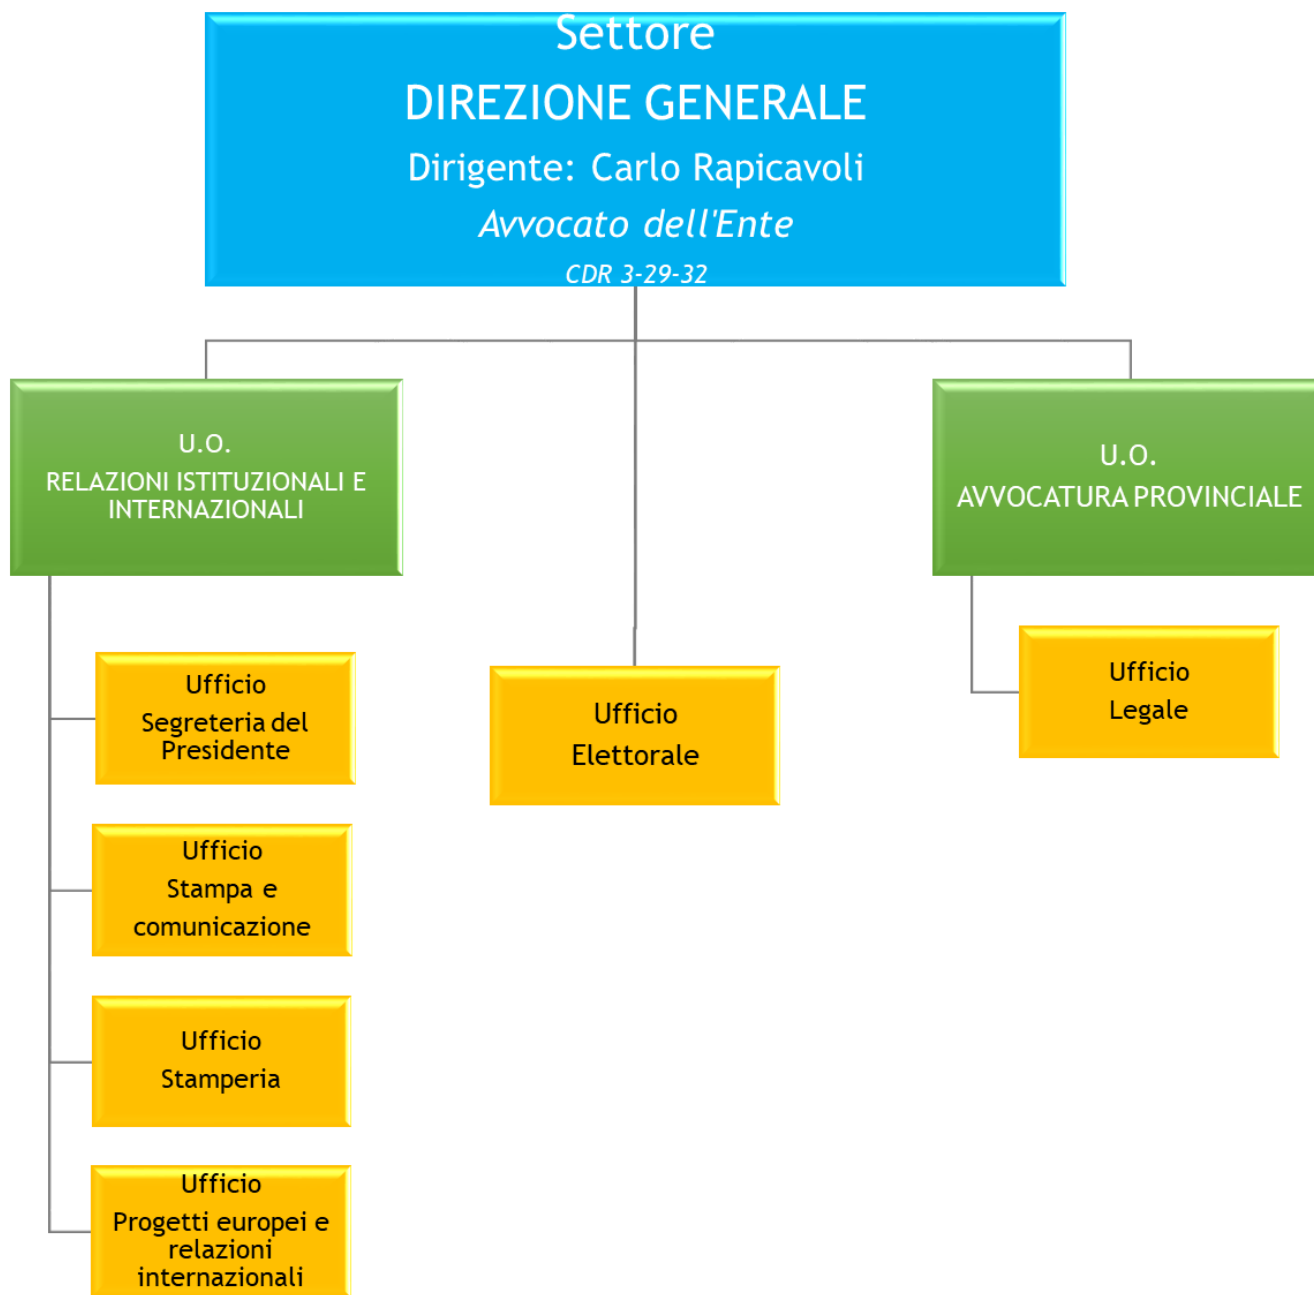 Settore
DIREZIONE GENERALE
Dirigente: Carlo Rapicavoli
Avvocato dell'Ente
CDR 3-29-32
U.O.
RELAZIONI ISTITUZIONALI E
INTERNAZIONALI
U.O.
AVVOCATURA PROVINCIALE
Ufficio
Segreteria del
Presidente
Ufficio
Stampa e
comunicazione
Ufficio
Stamperia
Ufficio
Progetti europei e
relazioni
internazionali
Ufficio
Elettorale
Ufficio
Legale